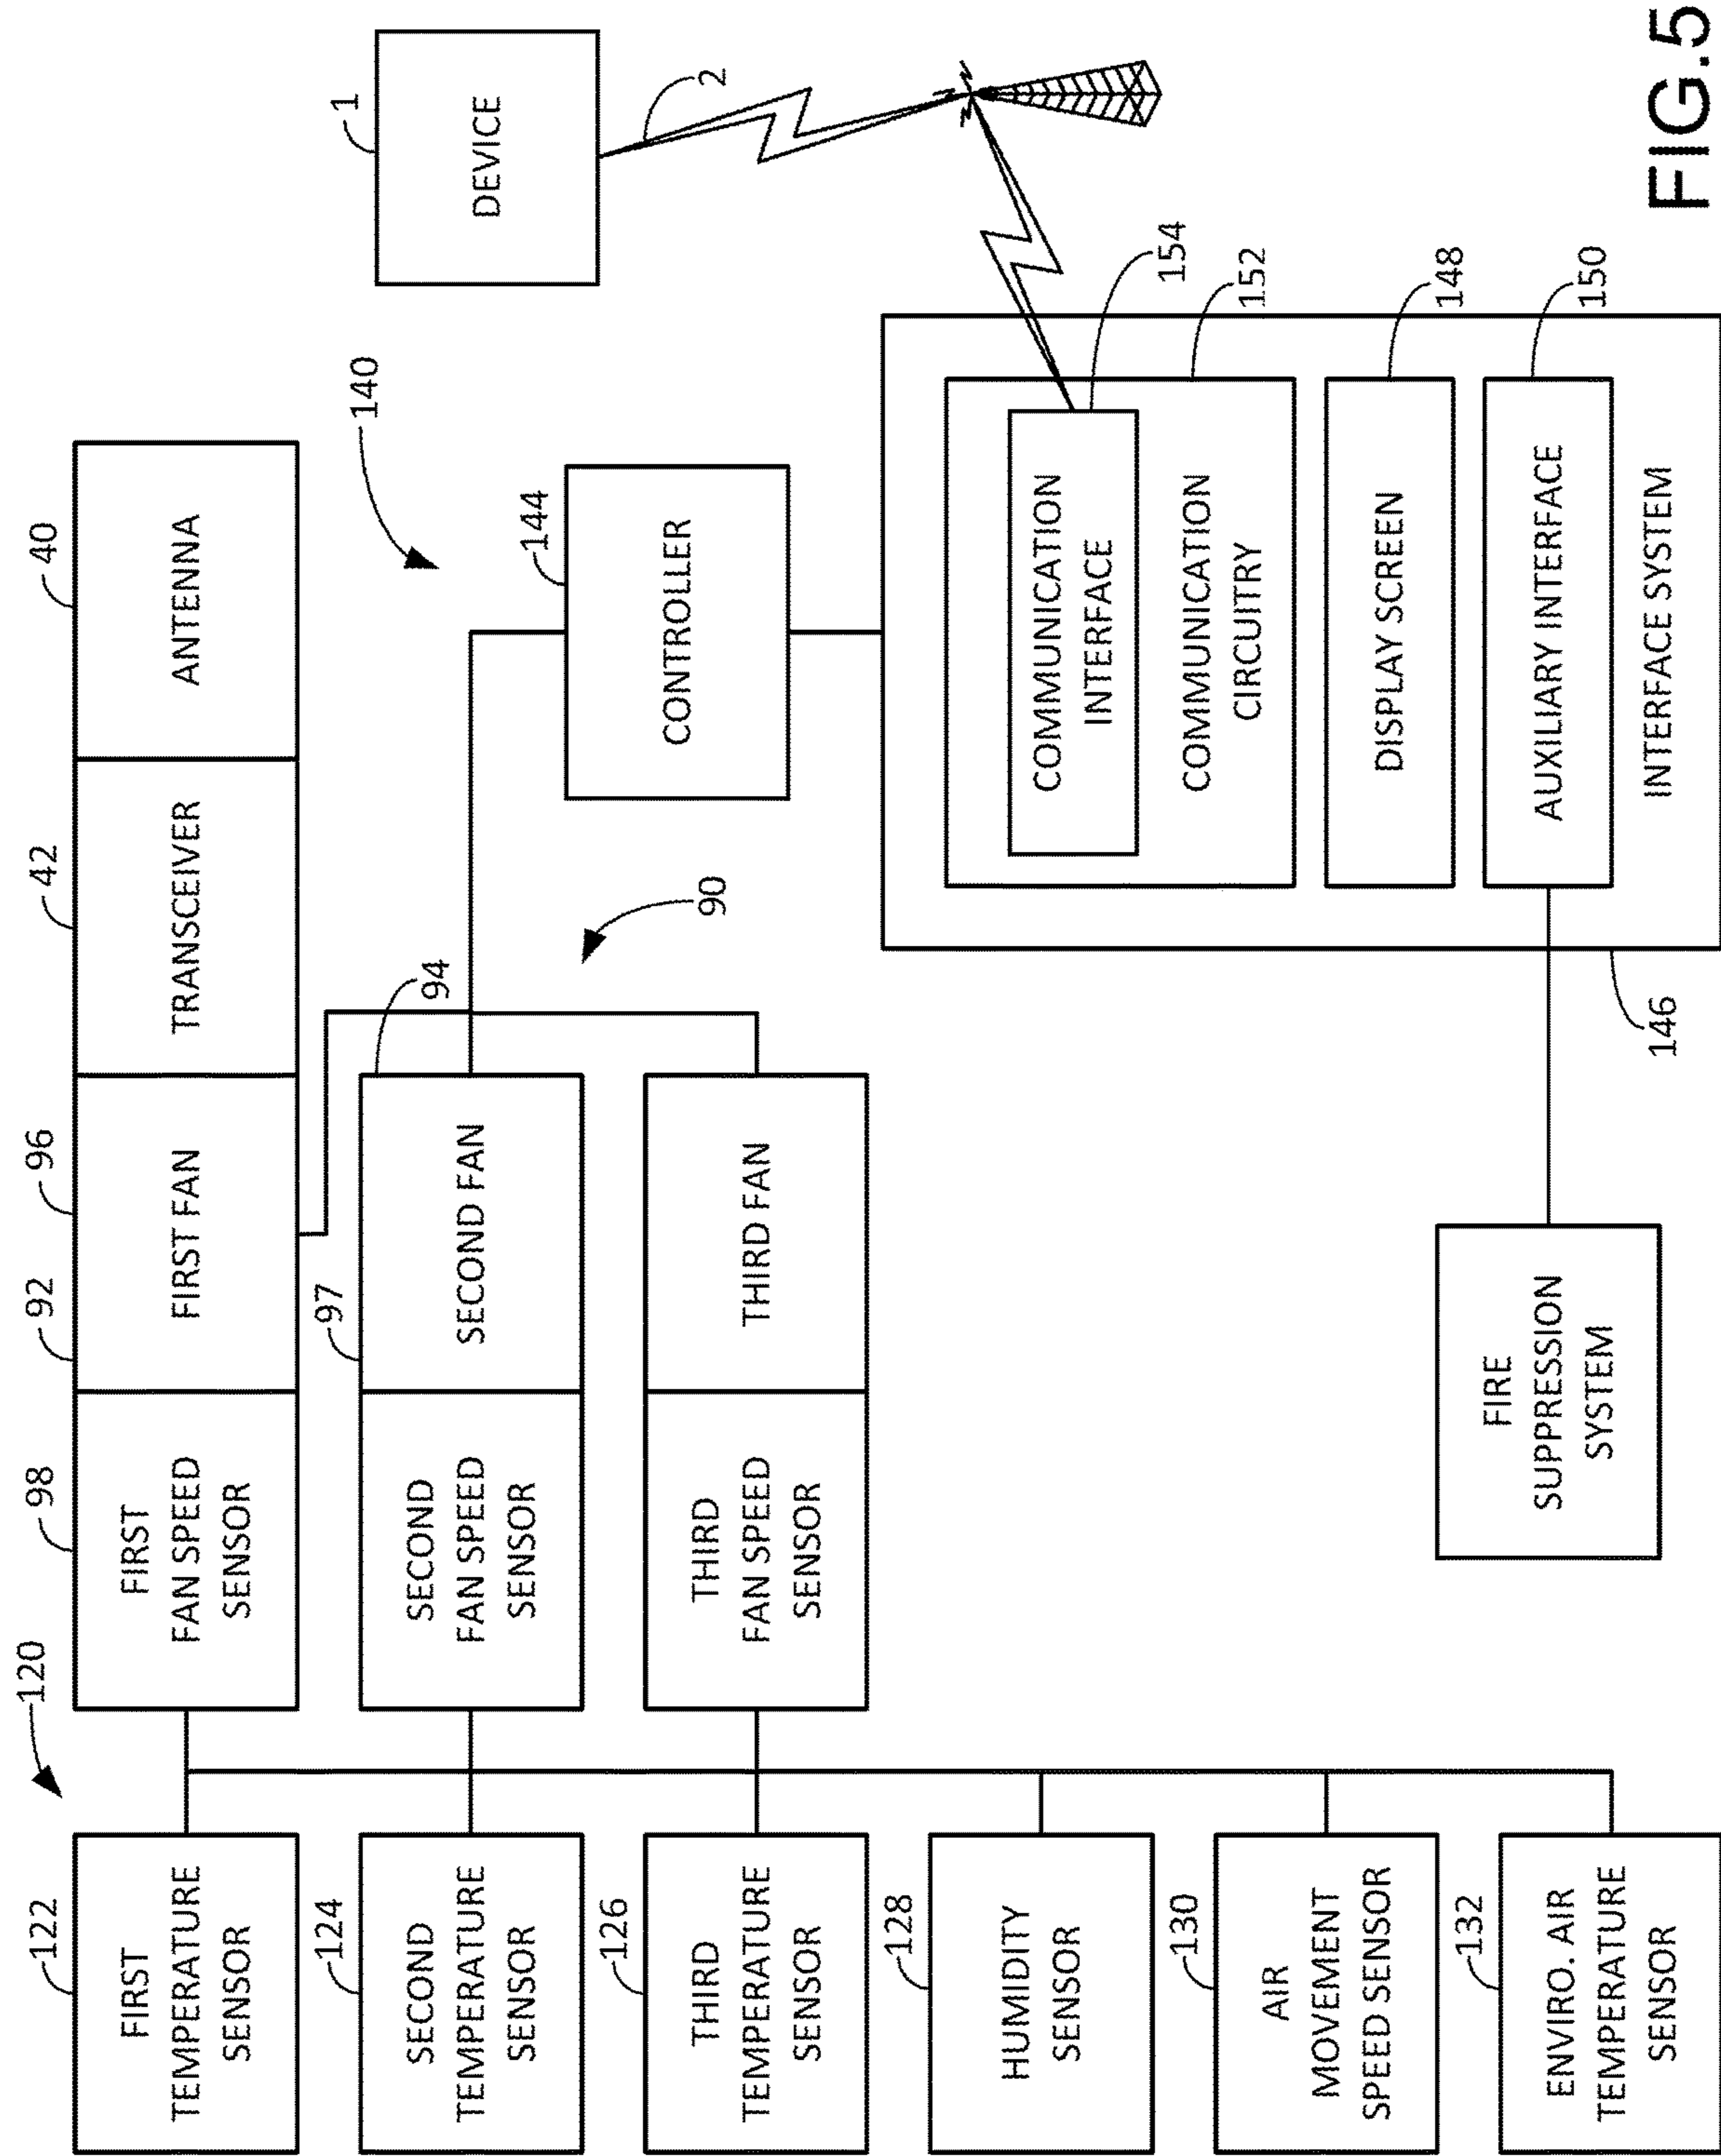 120
98
92
96
42
40
FIRST
FAN SPEED
SENSOR
FIRST FAN
TRANSCEIVER
ANTENNA
122
FIRST
TEMPERATURE
SENSOR
97
94
SECOND
FAN SPEED
SENSOR
SECOND FAN
124
SECOND
TEMPERATURE
SENSOR
THIRD
FAN SPEED
SENSOR
THIRD FAN
90
126
THIRD
TEMPERATURE
SENSOR
128
HUMIDITY
SENSOR
130
AIR
MOVEMENT
SPEED SENSOR
132
ENVIRO. AIR
TEMPERATURE
SENSOR
140
144
CONTROLLER
1
DEVICE
2
COMMUNICATION
INTERFACE
154
COMMUNICATION
CIRCUITRY
152
DISPLAY SCREEN
148
AUXILIARY INTERFACE
150
INTERFACE SYSTEM
146
FIRE
SUPPRESSION
SYSTEM
FIG.5